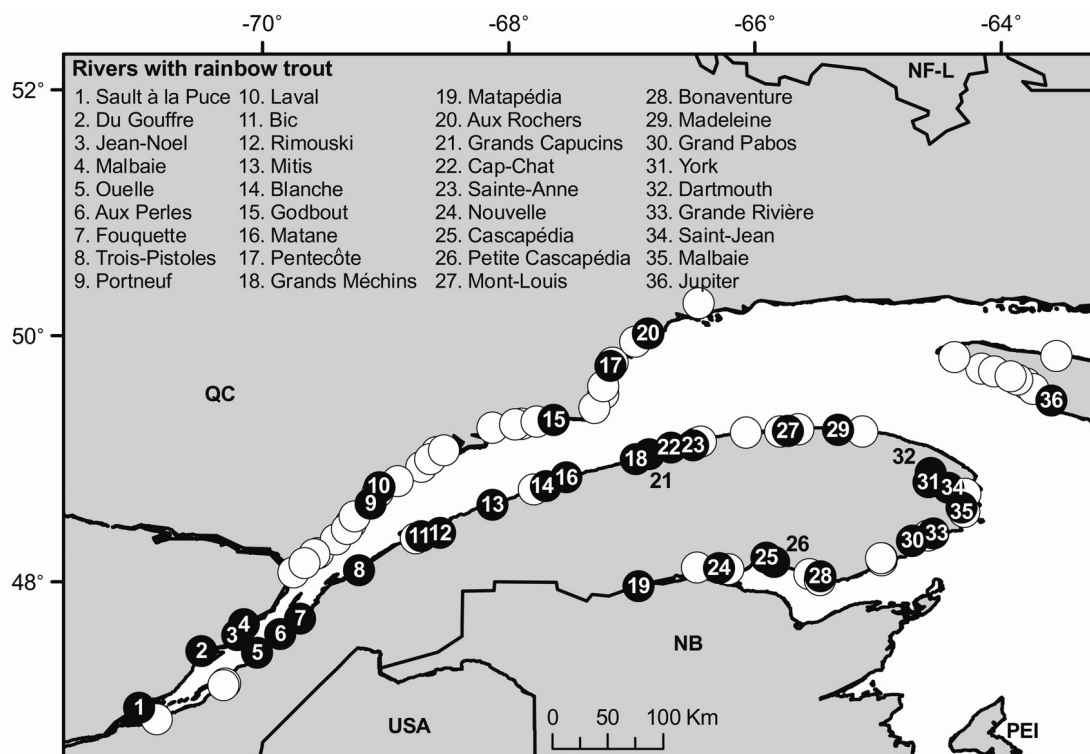 -70° -68° -66° -64°
Rivers with rainbow trout NF-L
52°
1. Sault à la Puce 10. Laval 19. Matapédia 28. Bonaventure
2. Du Gouffre 11. Bic 20. Aux Rochers 29. Madeleine
3. Jean-Noel 12. Rimouski 21. Grands Capucins 30. Grand Pabos
4. Malbaie 13. Mitis 22. Cap-Chat 31. York
5. Ouelle 14. Blanche 23. Sainte-Anne 32. Dartmouth
6. Aux Perles 15. Godbout 24. Nouvelle 33. Grande Rivière
7. Fouquette 16. Matane 25. Cascapédia 34. Saint-Jean
8. Trois-Pistoles 17. Pentecôte 26. Petite Cascapédia 35. Malbaie
9. Portneuf 18. Grands Méchins 27. Mont-Louis 36. Jupiter
50° 20
17
QC 36
15
27 29
22 23
18 21 32
10 14 16 31 34
9 13 35
11 12 30 33
48° 8 24 25 26 28
19
4 7
3 6
2 5 NB
1
USA 0 50 100 Km PEI